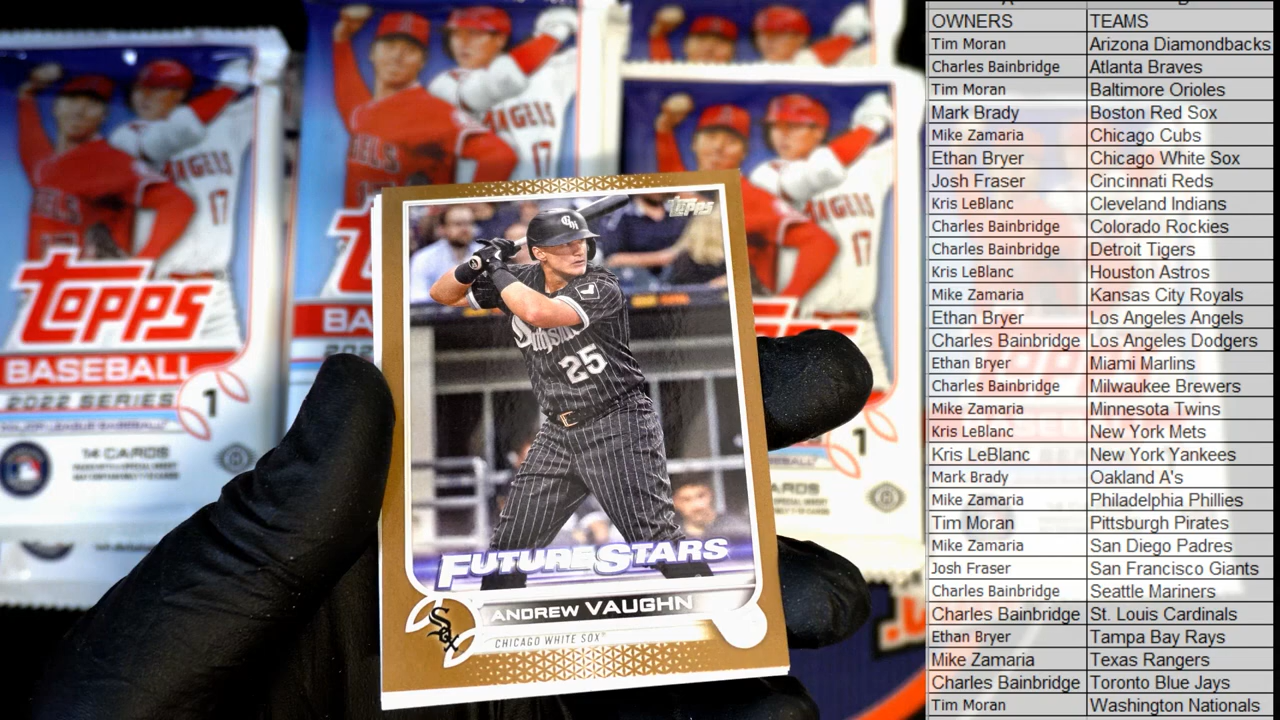 TOPPS
BASEBALL
2022 SERIES 1
MAJOR LEAGUE BASEBALL
14 CARDS
ANGELS
17
ANGELS
17
17
1
TOPPS
25
FUTURE STARS
Sox
ANDREW VAUGHN
CHICAGO WHITE SOX
OWNERS TEAMS
Tim Moran Arizona Diamondbacks
Charles Bainbridge Atlanta Braves
Tim Moran Baltimore Orioles
Mark Brady Boston Red Sox
Mike Zamaria Chicago Cubs
Ethan Bryer Chicago White Sox
Josh Fraser Cincinnati Reds
Kris LeBlanc Cleveland Indians
Charles Bainbridge Colorado Rockies
Charles Bainbridge Detroit Tigers
Kris LeBlanc Houston Astros
Mike Zamaria Kansas City Royals
Ethan Bryer Los Angeles Angels
Charles Bainbridge Los Angeles Dodgers
Ethan Bryer Miami Marlins
Charles Bainbridge Milwaukee Brewers
Mike Zamaria Minnesota Twins
Kris LeBlanc New York Mets
Kris LeBlanc New York Yankees
Mark Brady Oakland A's
Mike Zamaria Philadelphia Phillies
Tim Moran Pittsburgh Pirates
Mike Zamaria San Diego Padres
Josh Fraser San Francisco Giants
Charles Bainbridge Seattle Mariners
Charles Bainbridge St. Louis Cardinals
Ethan Bryer Tampa Bay Rays
Mike Zamaria Texas Rangers
Charles Bainbridge Toronto Blue Jays
Tim Moran Washington Nationals